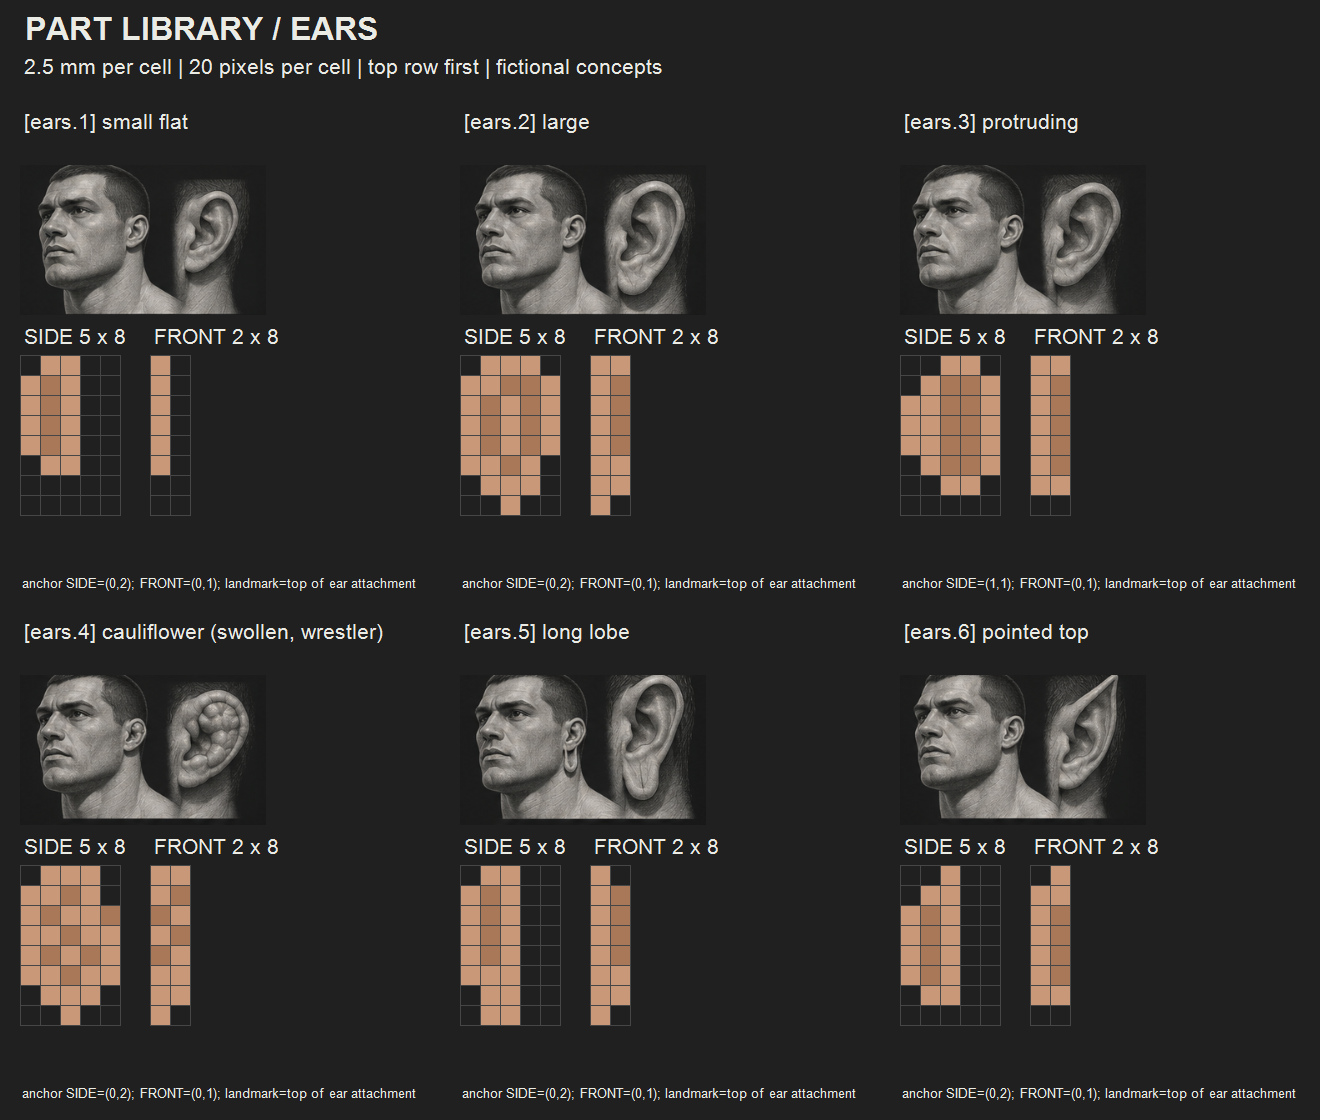 PART LIBRARY / EARS
2.5 mm per cell | 20 pixels per cell | top row first | fictional concepts
[ears.1] small flat
[ears.2] large
[ears.3] protruding
SIDE 5 x 8
FRONT 2 x 8
SIDE 5 x 8
FRONT 2 x 8
SIDE 5 x 8
FRONT 2 x 8
anchor SIDE=(0,2); FRONT=(0,1); landmark=top of ear attachment
anchor SIDE=(0,2); FRONT=(0,1); landmark=top of ear attachment
anchor SIDE=(1,1); FRONT=(0,1); landmark=top of ear attachment
[ears.4] cauliflower (swollen, wrestler)
[ears.5] long lobe
[ears.6] pointed top
SIDE 5 x 8
FRONT 2 x 8
SIDE 5 x 8
FRONT 2 x 8
SIDE 5 x 8
FRONT 2 x 8
anchor SIDE=(0,2); FRONT=(0,1); landmark=top of ear attachment
anchor SIDE=(0,2); FRONT=(0,1); landmark=top of ear attachment
anchor SIDE=(0,2); FRONT=(0,1); landmark=top of ear attachment